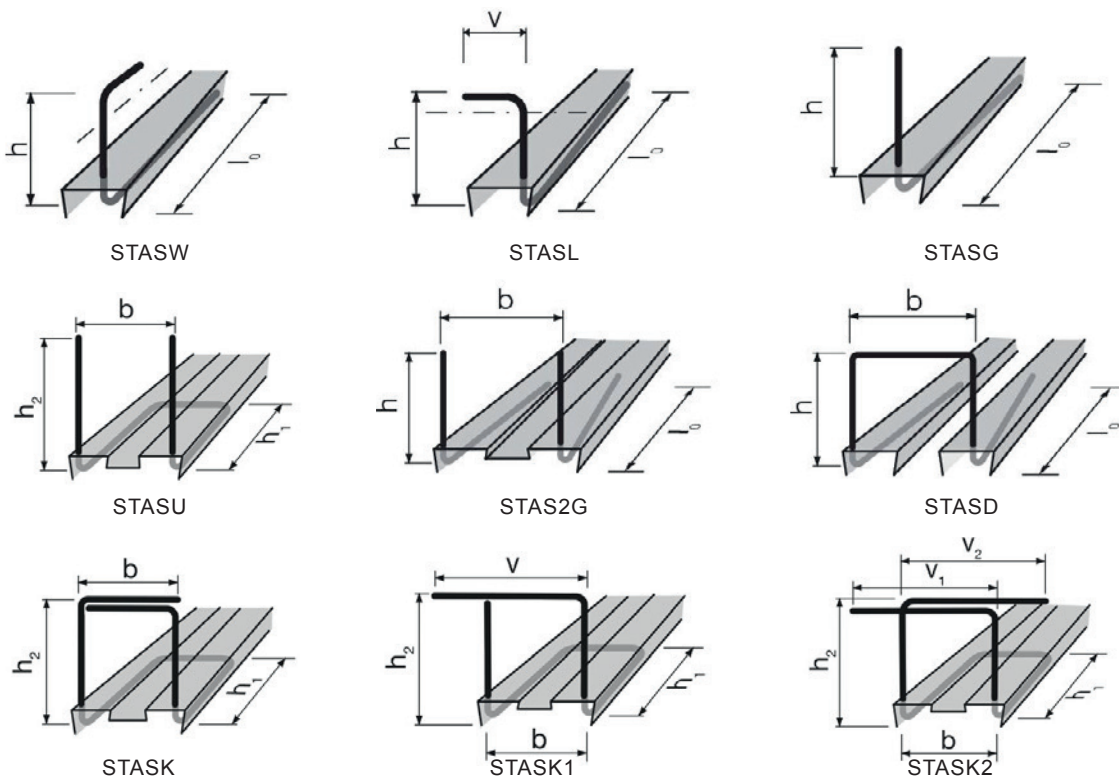 h
l₀
STASW
v
h
l₀
STASL
h
l₀
STASG
b
h₂
h₁
STASU
b
h
l₀
STAS2G
b
h
l₀
STASD
b
h₂
h₁
STASK
v
h₂
h₁
b
STASK1
v₂
v₁
h₂
h₁
b
STASK2